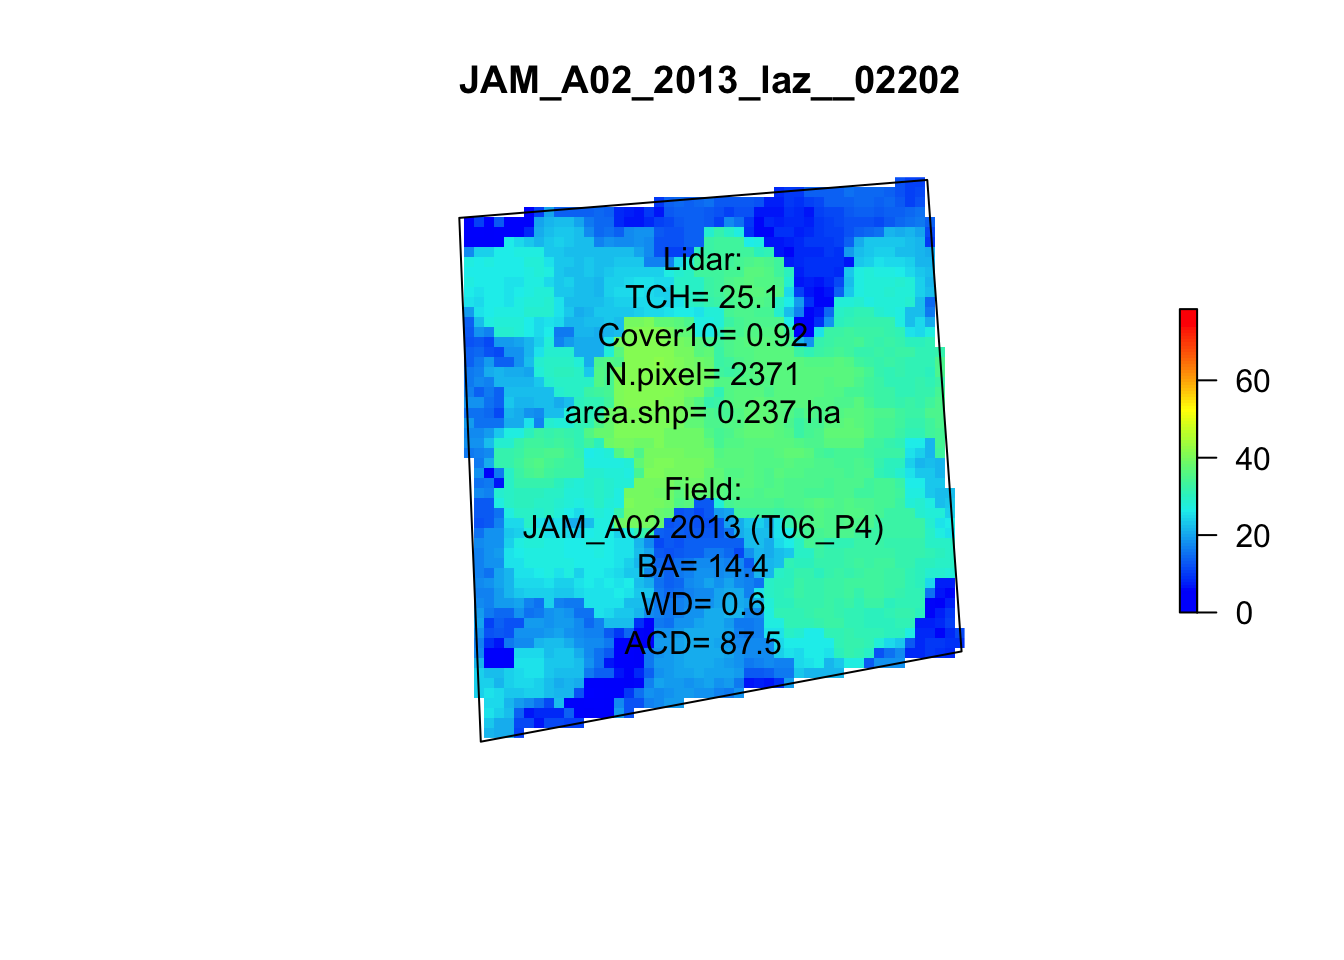 JAM_A02_2013_laz__02202
Lidar:
TCH= 25.1
Cover10= 0.92
N.pixel= 2371
area.shp= 0.237 ha
Field:
JAM_A02 2013 (T06_P4)
BA= 14.4
WD= 0.6
ACD= 87.5
60
40
20
0